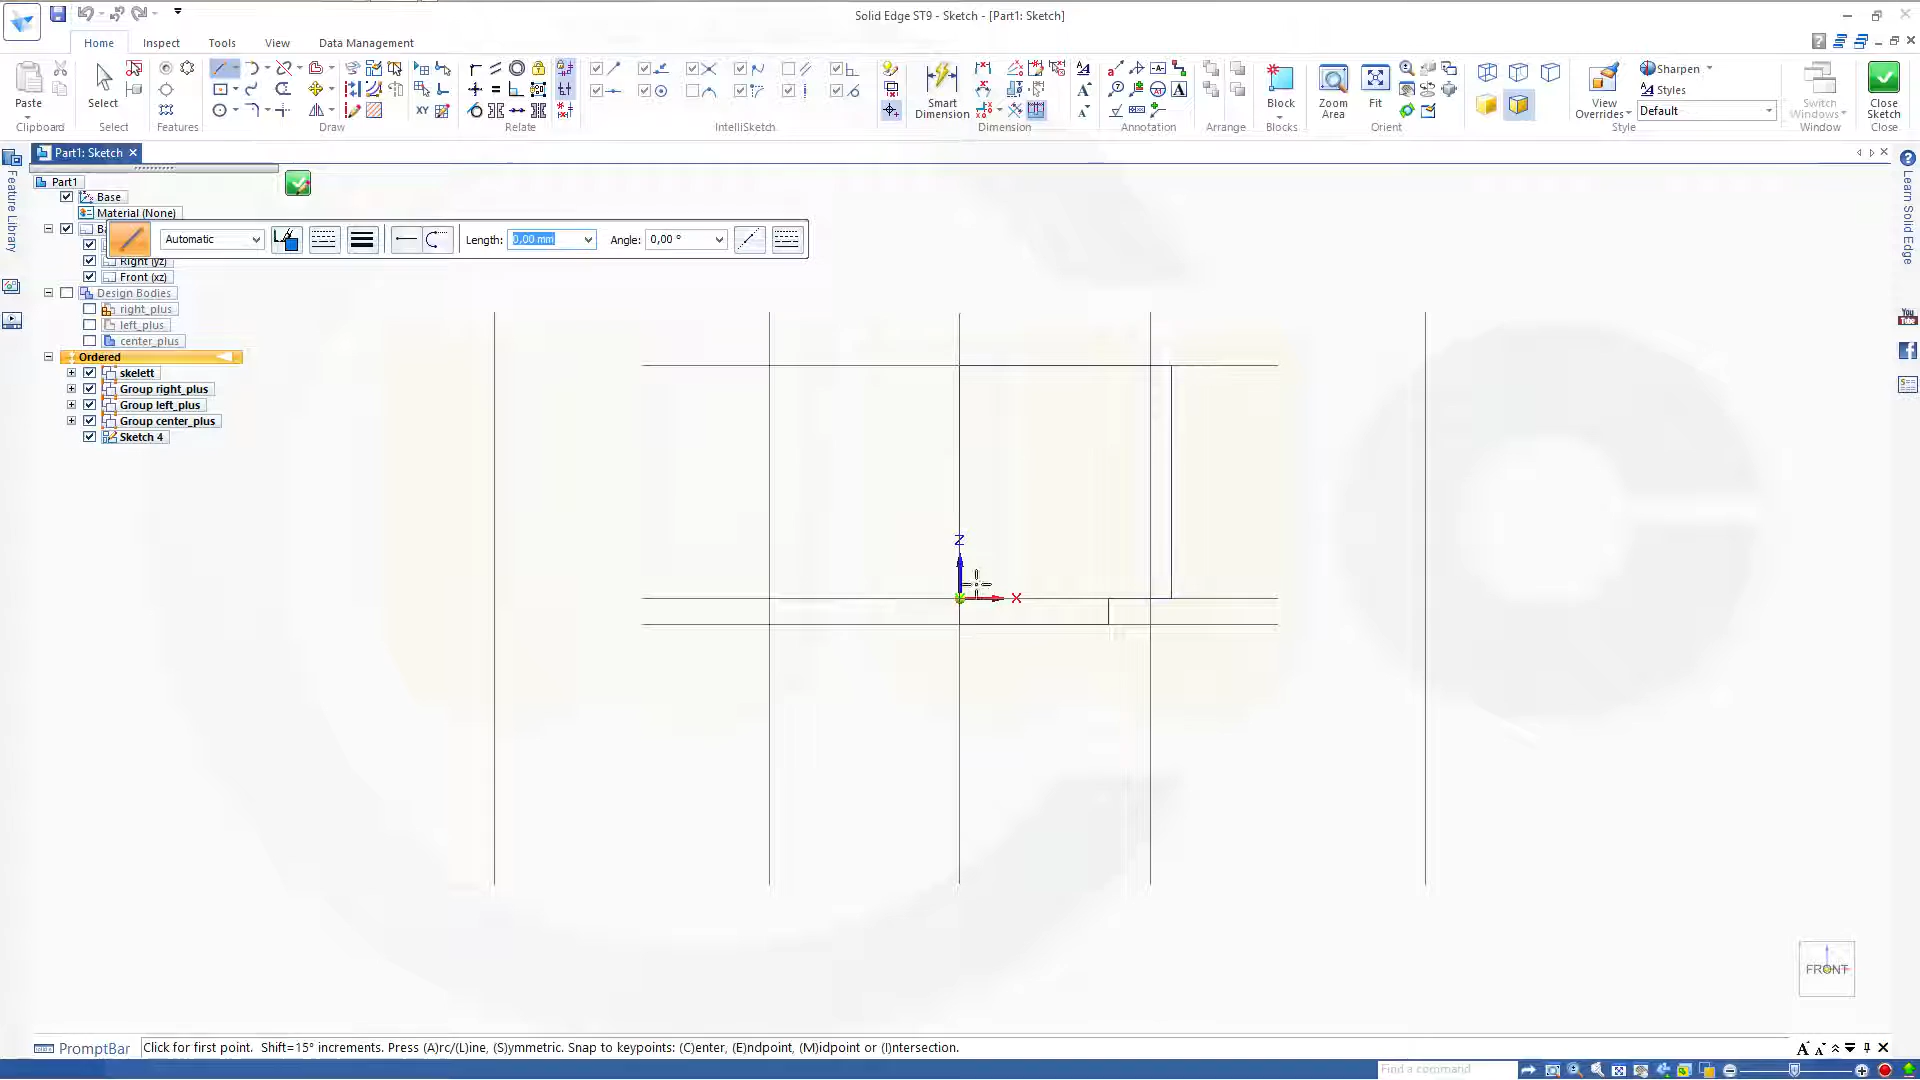 Solid Edge ST9 - Sketch - [Part1: Sketch]
Home Inspect Tools View Data Management
Paste
Clipboard
Select
Select
Features
Draw
Relate
IntelliSketch
Smart
Dimension
Dimension
Annotation
Arrange
Block
Blocks
Zoom
Area
Fit
Orient
View
Overrides
Sharpen
Styles
Default
Style
Switch
Windows
Window
Close
Sketch
Close
Part1: Sketch
Feature Library
Part1
Base
Material (None)
Ba
Automatic
Length: 0,00 mm
Angle: 0,00 °
Right (yz)
Front (xz)
Design Bodies
right_plus
left_plus
center_plus
Ordered
skelett
Group right_plus
Group left_plus
Group center_plus
Sketch 4
Z
X
Learn Solid Edge
You
Tube
FRONT
PromptBar
Click for first point. Shift=15° increments. Press (A)rc/(L)ine, (S)ymmetric. Snap to keypoints: (C)enter, (E)ndpoint, (M)idpoint or (I)ntersection.
Find a command